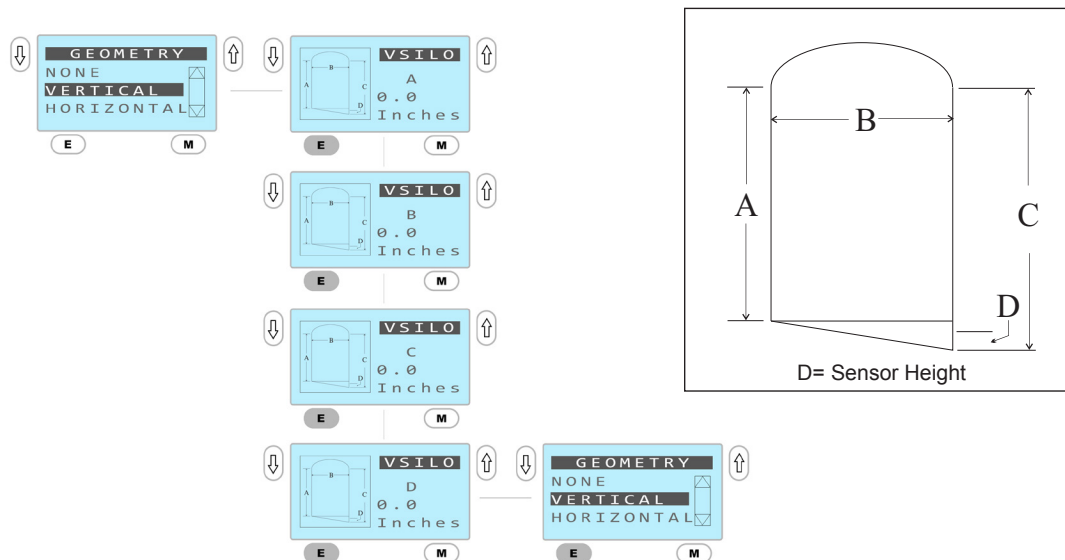 GEOMETRY
NONE
VERTICAL
HORIZONTAL
E
M
VSILO
A
B
C
D
A
0.0
Inches
E
M
VSILO
A
B
C
D
B
0.0
Inches
E
M
VSILO
A
B
C
D
C
0.0
Inches
E
M
VSILO
A
B
C
D
D
0.0
Inches
E
M
GEOMETRY
NONE
VERTICAL
HORIZONTAL
E
M
B
A
C
D
D= Sensor Height